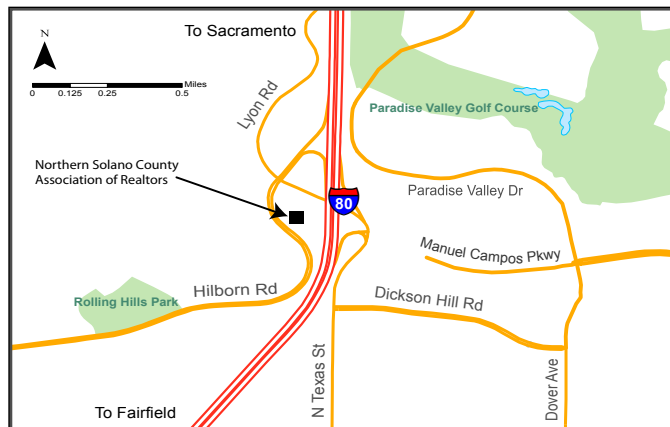 To Sacramento
N
Miles
0 0.125 0.25 0.5
Lyon Rd
Paradise Valley Golf Course
Northern Solano County
Association of Realtors
80
Paradise Valley Dr
Manuel Campos Pkwy
Hilborn Rd
Rolling Hills Park
Dickson Hill Rd
N Texas St
Dover Ave
To Fairfield